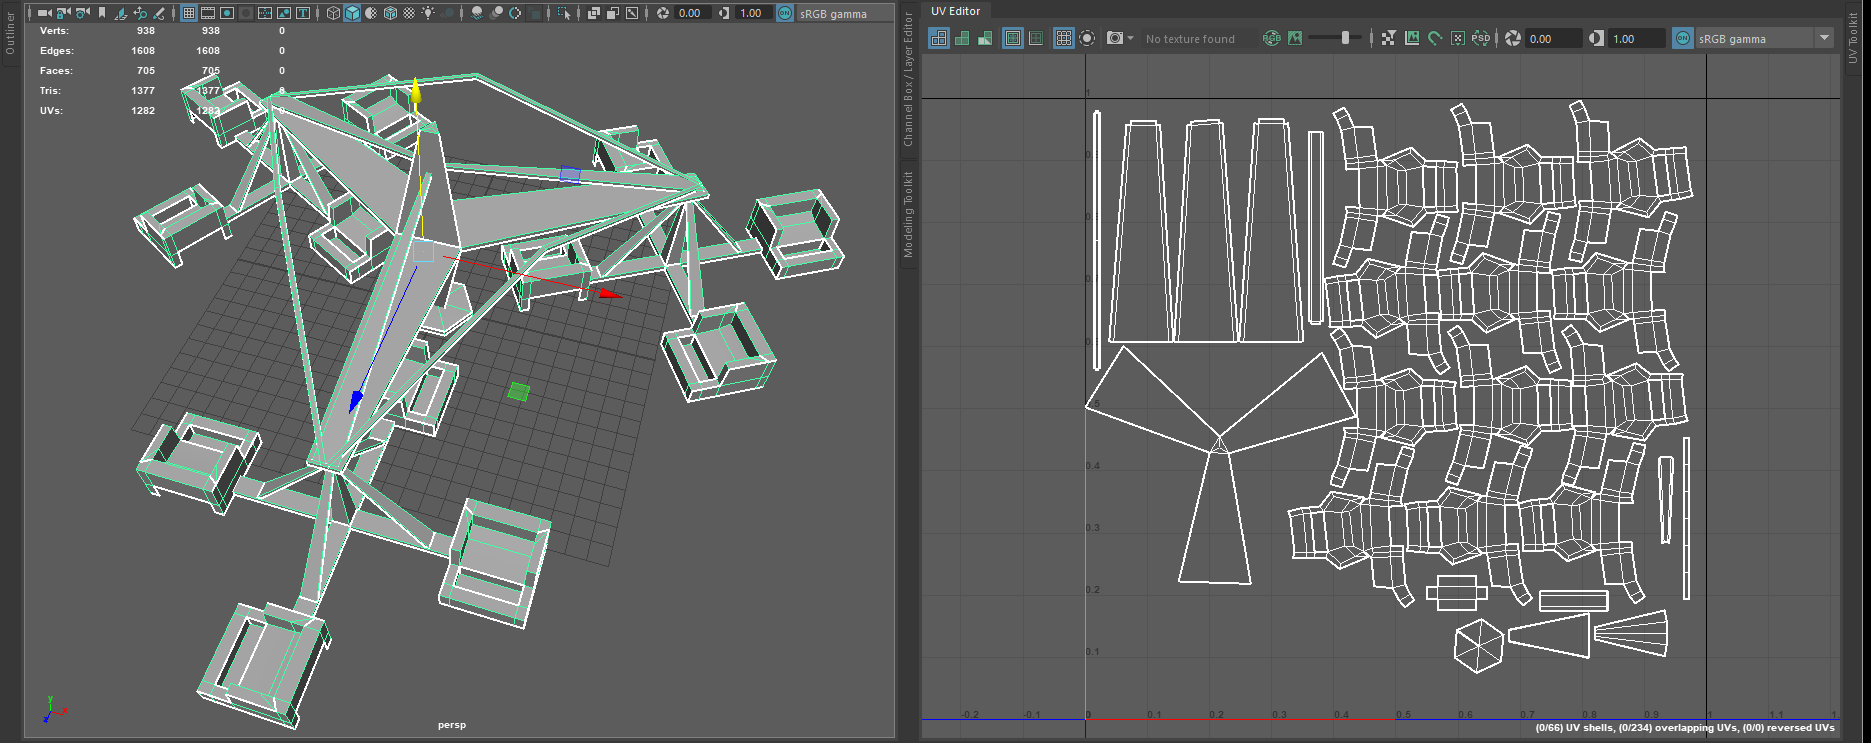 0.00 1.00 ON sRGB gamma
Outliner
Verts: 938 938 0
Edges: 1608 1608 0
Faces: 705 705 0
Tris: 1377 1377 0
UVs: 1282 1282 0
persp
y
x
z
Channel Box / Layer Editor
Modeling Toolkit
UV Editor
No texture found
RGB
PSD
0.00
1.00
ON
sRGB gamma
UV Toolkit
1
0.4
0.3
0.2
0.1
-0.2 -0.1 0 0.1 0.2 0.3 0.4 0.5 0.6 0.7 0.8 0.9 1 1.1
(0/66) UV shells, (0/234) overlapping UVs, (0/0) reversed UVs